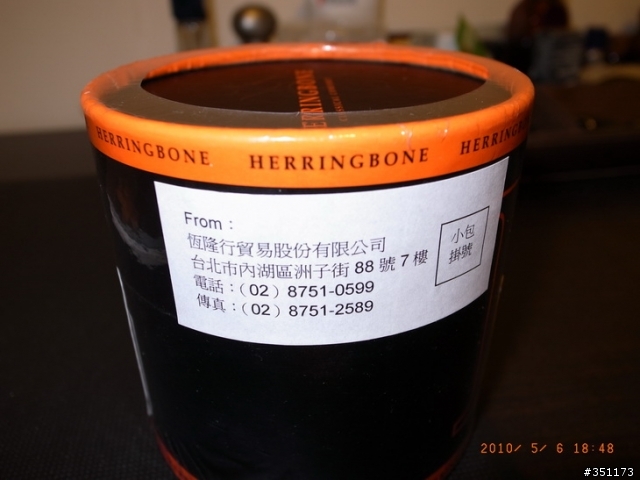 HERRINGBONE
HERRINGBONE HERRINGBONE
From：
恆隆行貿易股份有限公司
台北市內湖區洲子街 88 號 7 樓
電話：（02）8751-0599
傳真：（02）8751-2589
小包
掛號
2010/ 5/ 6 18:48
#351173